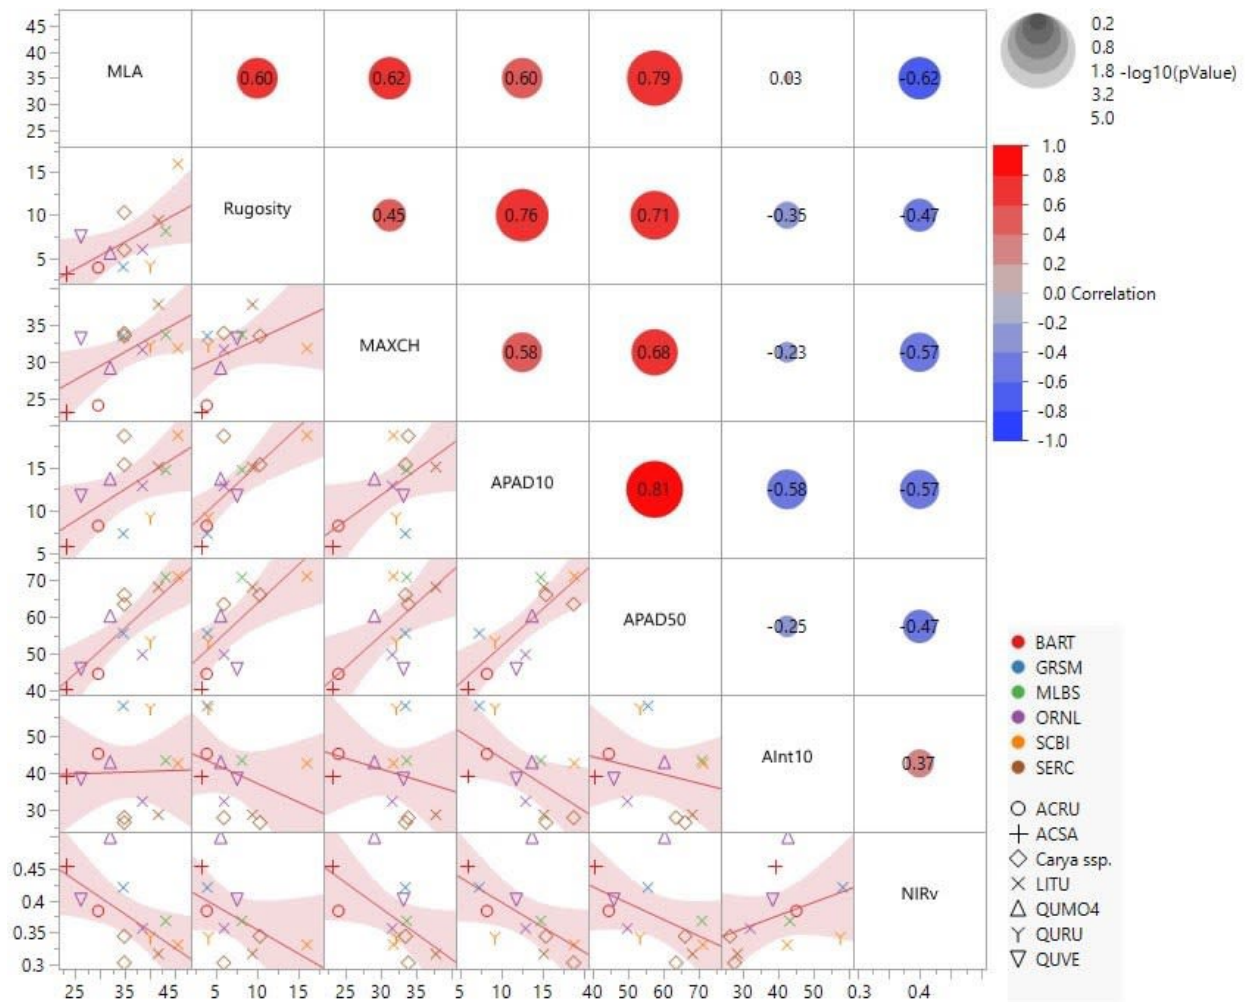 45
40
35
30
25
MLA
0.60
0.62
0.60
0.79
0.03
-0.62
0.2
0.8
1.8 -log10(pValue)
3.2
5.0
15
10
5
Rugosity
0.45
0.76
0.71
-0.35
-0.47
1.0
0.8
0.6
0.4
0.2
0.0 Correlation
-0.2
-0.4
-0.6
-0.8
-1.0
35
30
25
MAXCH
0.58
0.68
-0.23
-0.57
15
10
5
APAD10
0.81
-0.58
-0.57
70
60
50
40
APAD50
-0.25
-0.47
50
40
30
AInt10
0.37
0.45
0.4
0.35
0.3
NIRv
25 35 45 5 10 15 25 30 35 5 10 15 40 50 60 70 30 40 50 0.3 0.4
BART
GRSM
MLBS
ORNL
SCBI
SERC
ACRU
ACSA
Carya ssp.
LITU
QUMO4
QURU
QUVE